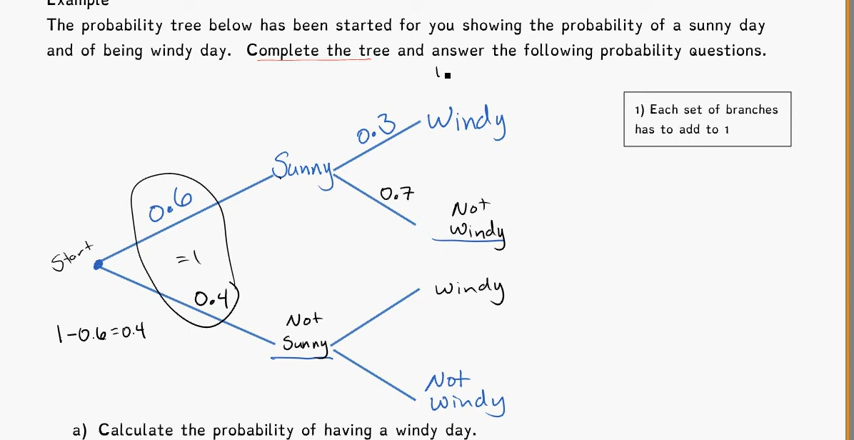 Example
The probability tree below has been started for you showing the probability of a sunny day
and of being windy day. Complete the tree and answer the following probability questions.
1.
1) Each set of branches
has to add to 1
0.3
Windy
Sunny
0.6
0.7
Not
Windy
Start
=1
0.4
windy
1-0.6=0.4
Not
Sunny
Not
windy
a) Calculate the probability of having a windy day.